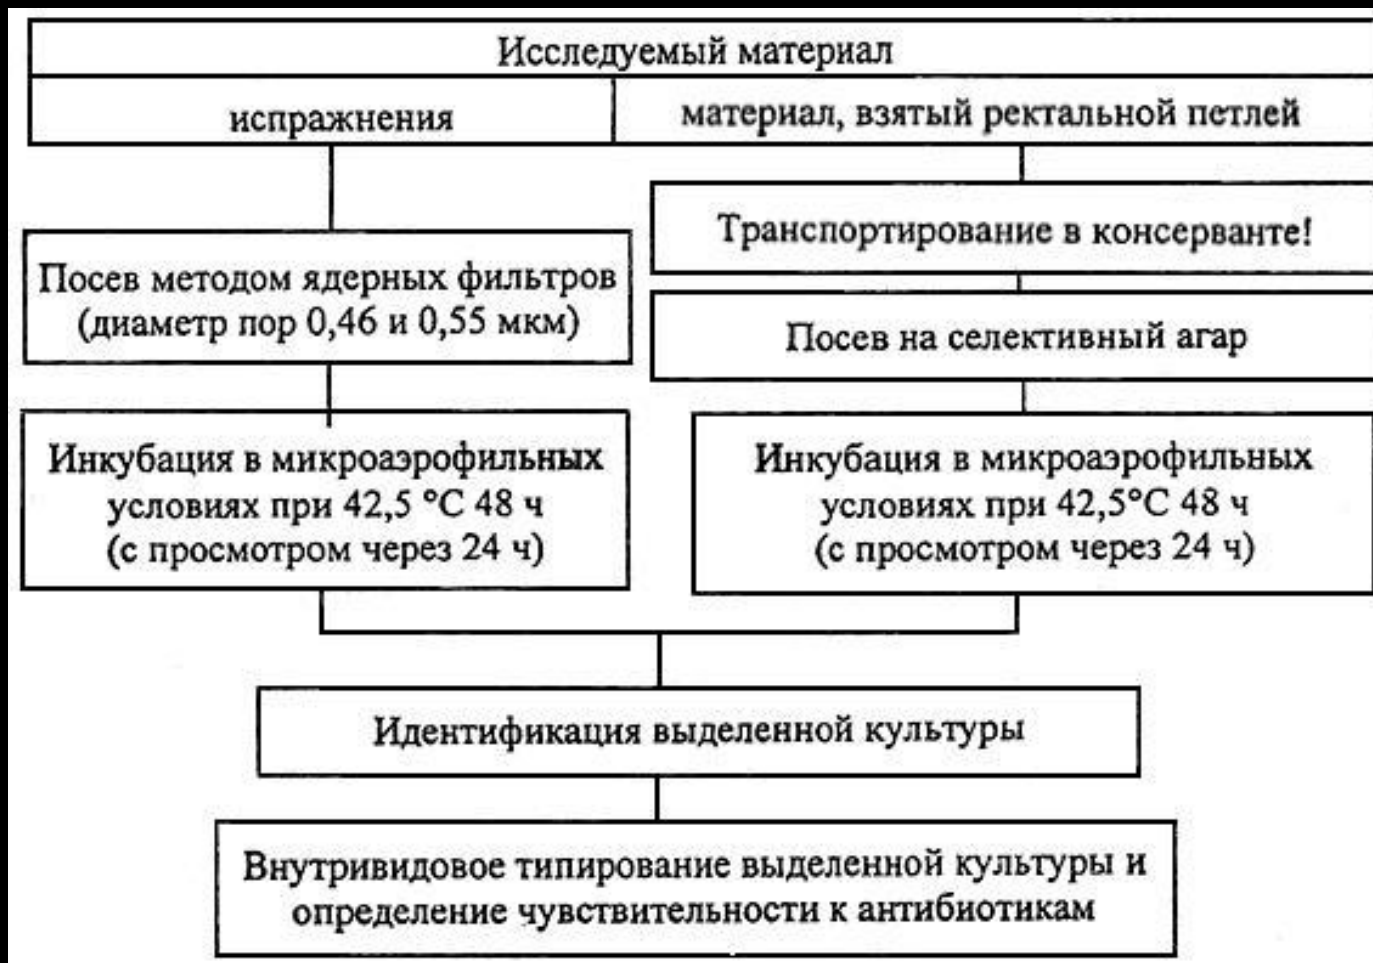 Исследуемый материал
испражнения
материал, взятый ректальной петлей
Транспортирование в консерванте!
Посев методом ядерных фильтров
(диаметр пор 0,46 и 0,55 мкм)
Посев на селективный агар
Инкубация в микроаэрофильных
условиях при 42,5 °С 48 ч
(с просмотром через 24 ч)
Инкубация в микроаэрофильных
условиях при 42,5°С 48 ч
(с просмотром через 24 ч)
Идентификация выделенной культуры
Внутривидовое типирование выделенной культуры и
определение чувствительности к антибиотикам